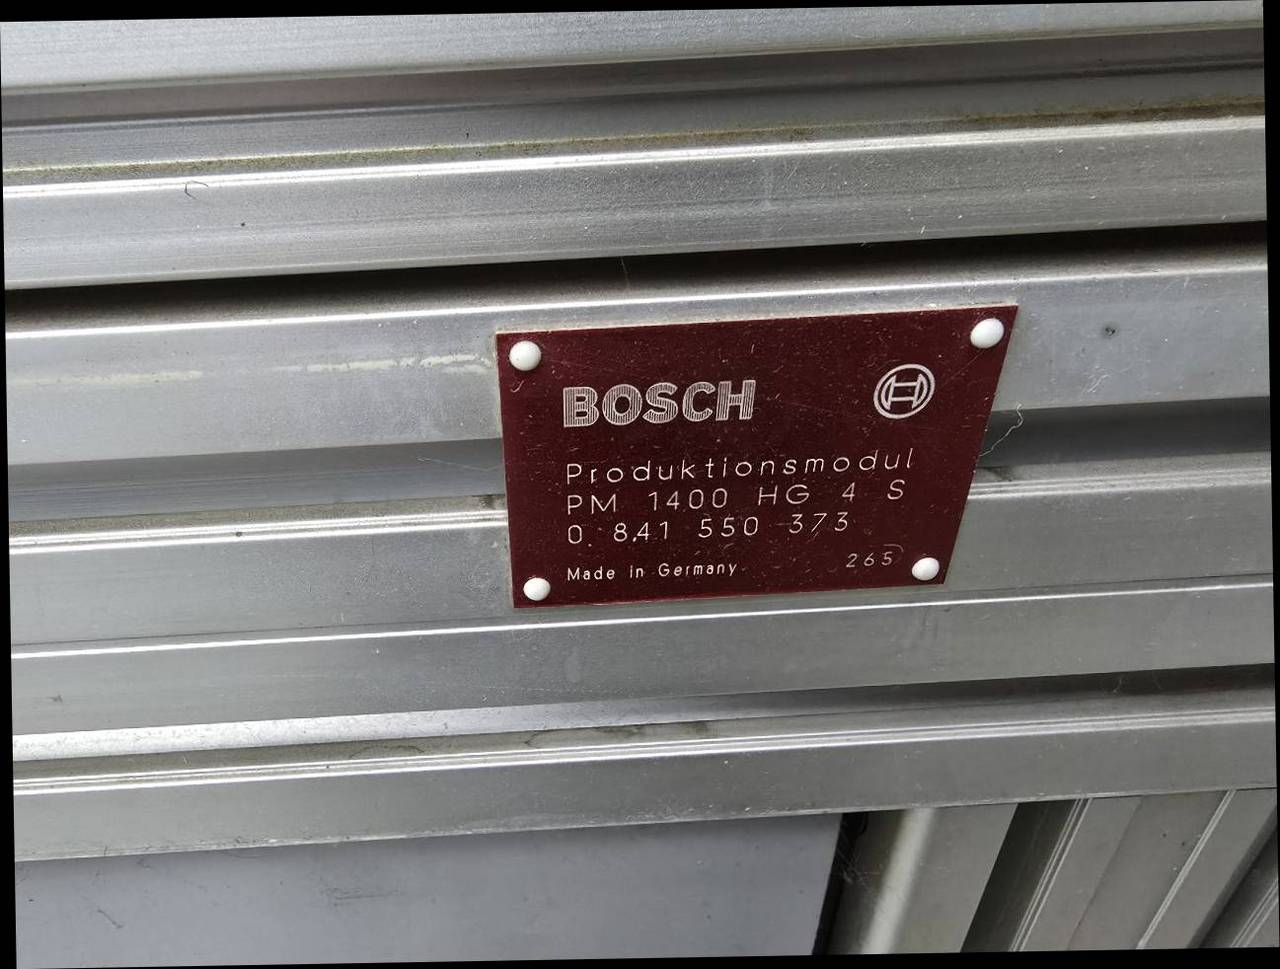 BOSCH
Produktionsmodul
PM 1400 HG 4 S
0 841 550 373
Made in Germany
265